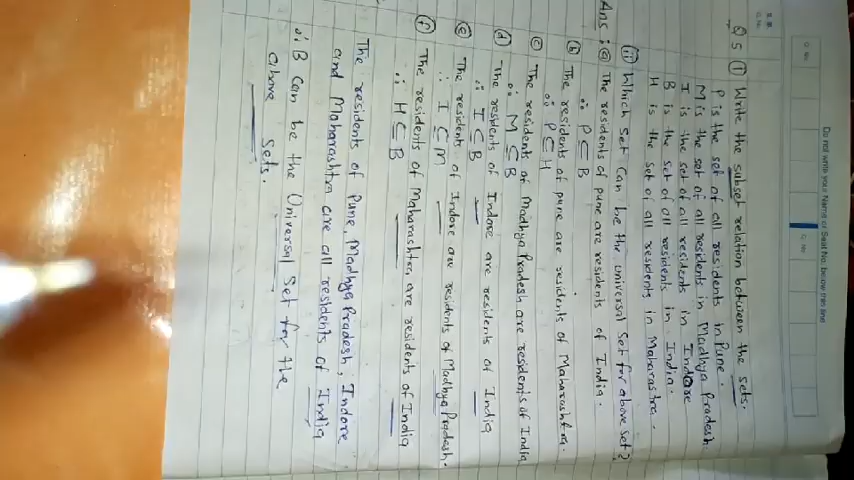 Do not write your Name or Seat No. below this line
Q. No.
Q 5 (i) Write the subset relation between the sets.
P is the set of all residents in Pune.
M is the set of all residents in Madhya Pradesh
I is the set of all residents in Indore
B is the set of all residents in India.
H is the set of all residents in Maharastra.
(ii) Which set can be the universal set for above set?
Ans : (a) The residents of pune are residents of India.
∴ P ⊆ B
(b) The residents of pune are residents of Maharashtra.
∴ P ⊆ H
(c) The residents of Madhya Pradesh are residents of India
∴ M ⊆ B
(d) The residents of Indore are residents of India
∴ I ⊆ B
(e) The residents of Indore are residents of Madhya Pradesh.
∴ I ⊆ M
(f) The residents of Maharashtra are residents of India
∴ H ⊆ B
The residents of Pune, Madhya Pradesh, Indore
and Maharashtra are all residents of India
∴ B can be the Universal Set for the
above sets.